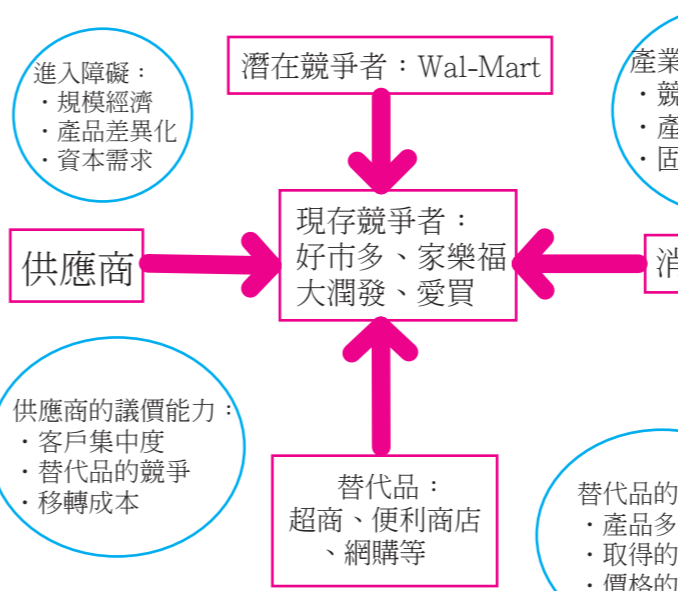 進入障礙：
・規模經濟
・產品差異化
・資本需求
潛在競爭者：Wal-Mart
產業
・競
・產
・固
供應商
現存競爭者：
好市多、家樂福
大潤發、愛買
消
供應商的議價能力：
・客戶集中度
・替代品的競爭
・移轉成本
替代品：
超商、便利商店
、網購等
替代品的
・產品多
・取得的
・價格的